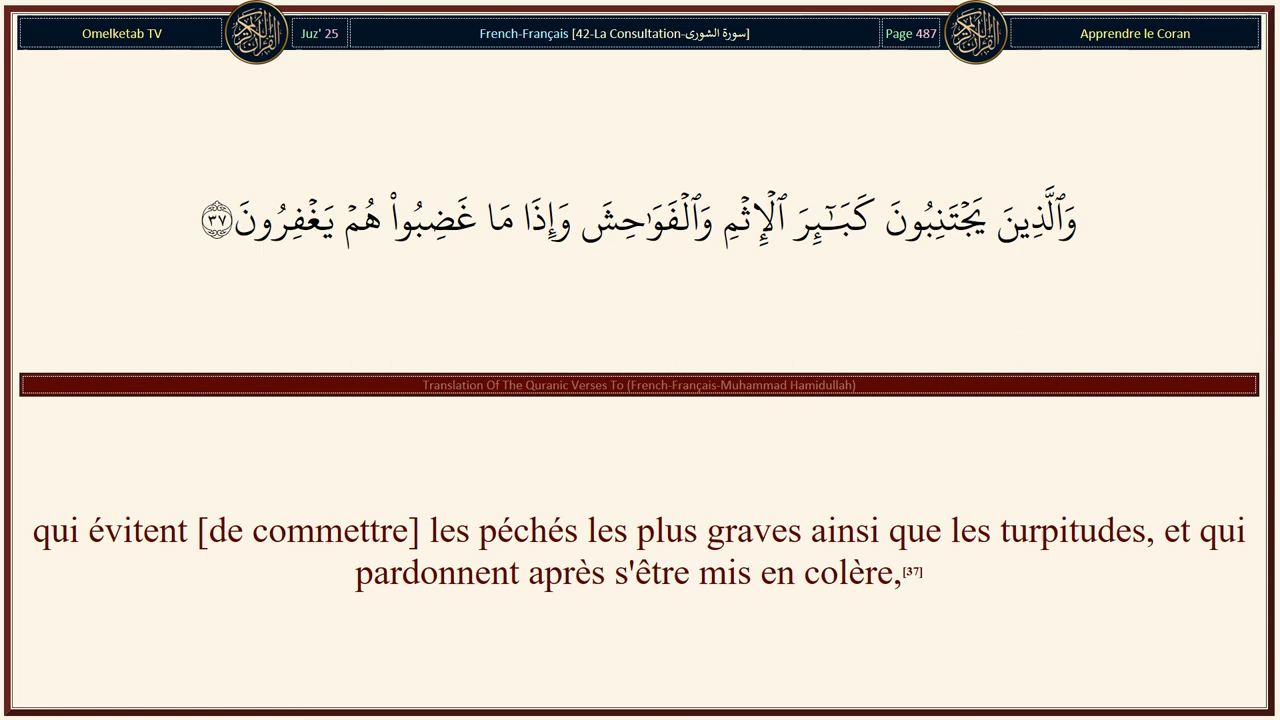 Omelketab TV
Juz' 25
French-Français [42-La Consultation-سورة الشورى]
Page 487
Apprendre le Coran
وَٱلَّذِينَ يَجۡتَنِبُونَ كَبَـٰٓئِرَ ٱلۡإِثۡمِ وَٱلۡفَوَٰحِشَ وَإِذَا مَا غَضِبُواْ هُمۡ يَغۡفِرُونَ ٣٧
Translation Of The Quranic Verses To (French-Français-Muhammad Hamidullah)
qui évitent [de commettre] les péchés les plus graves ainsi que les turpitudes, et qui
pardonnent après s'être mis en colère,[37]